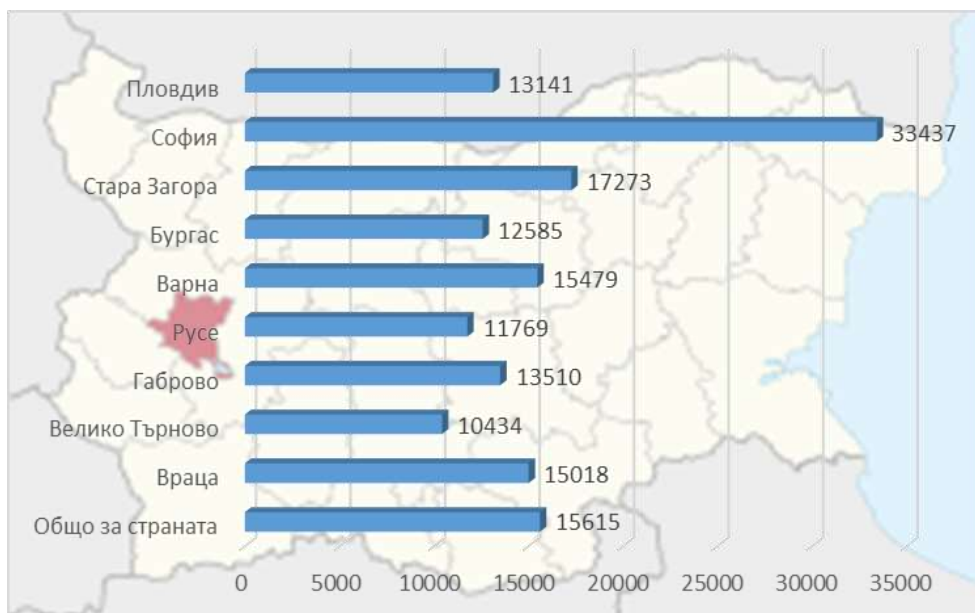 Пловдив 13141
София 33437
Стара Загора 17273
Бургас 12585
Варна 15479
Русе 11769
Габрово 13510
Велико Търново 10434
Враца 15018
Общо за страната 15615
0 5000 10000 15000 20000 25000 30000 35000